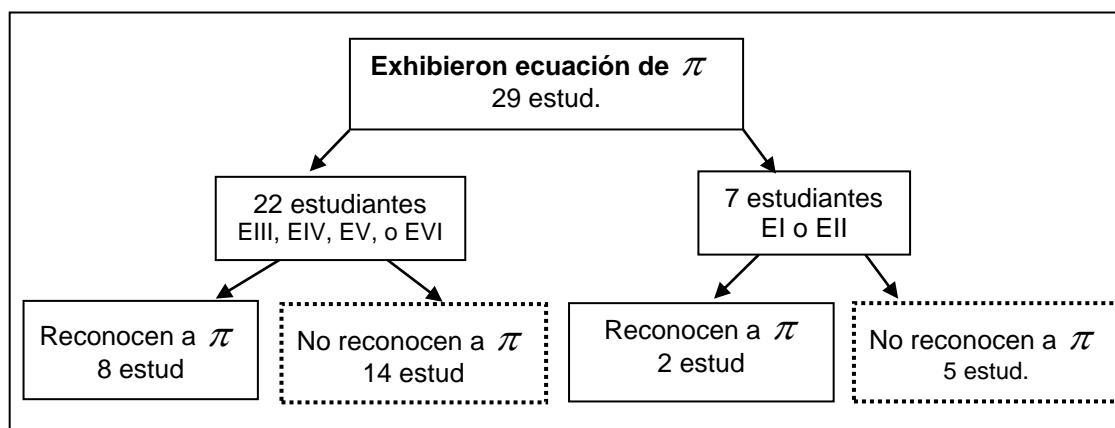 Exhibieron ecuación de π
29 estud.
22 estudiantes
EIII, EIV, EV, o EVI
7 estudiantes
EI o EII
Reconocen a π
8 estud
No reconocen a π
14 estud
Reconocen a π
2 estud
No reconocen a π
5 estud.